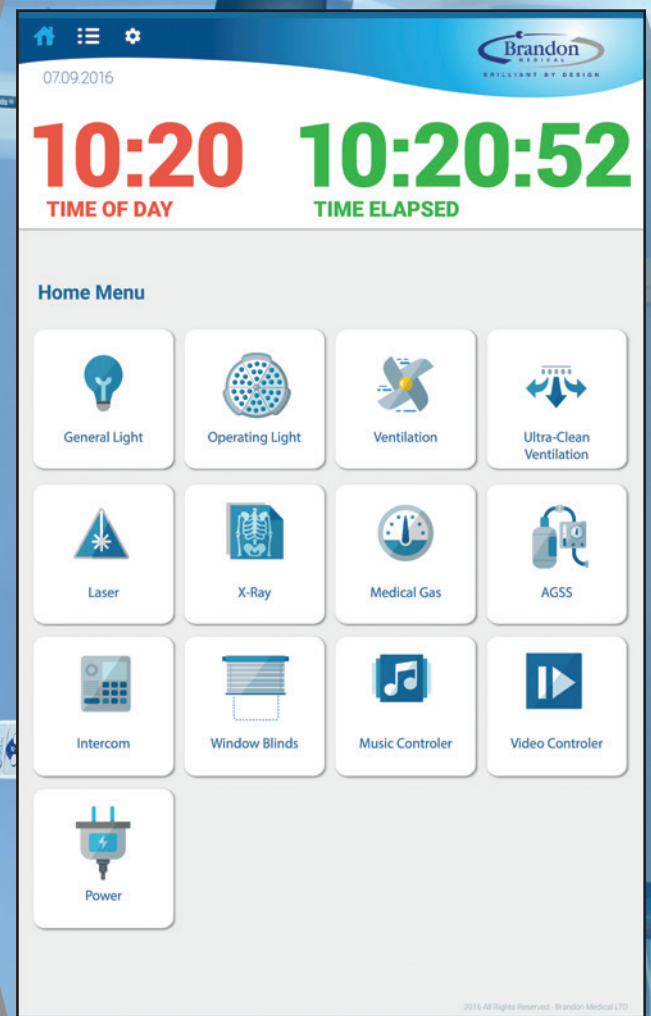 Brandon
MEDICAL
BRILLIANT BY DESIGN
07.09.2016
10:20
10:20:52
TIME OF DAY
TIME ELAPSED
Home Menu
General Light
Operating Light
Ventilation
Ultra-Clean
Ventilation
Laser
X-Ray
Medical Gas
AGSS
Intercom
Window Blinds
Music Controler
Video Controler
Power
2016 All Rights Reserved - Brandon Medical LTD